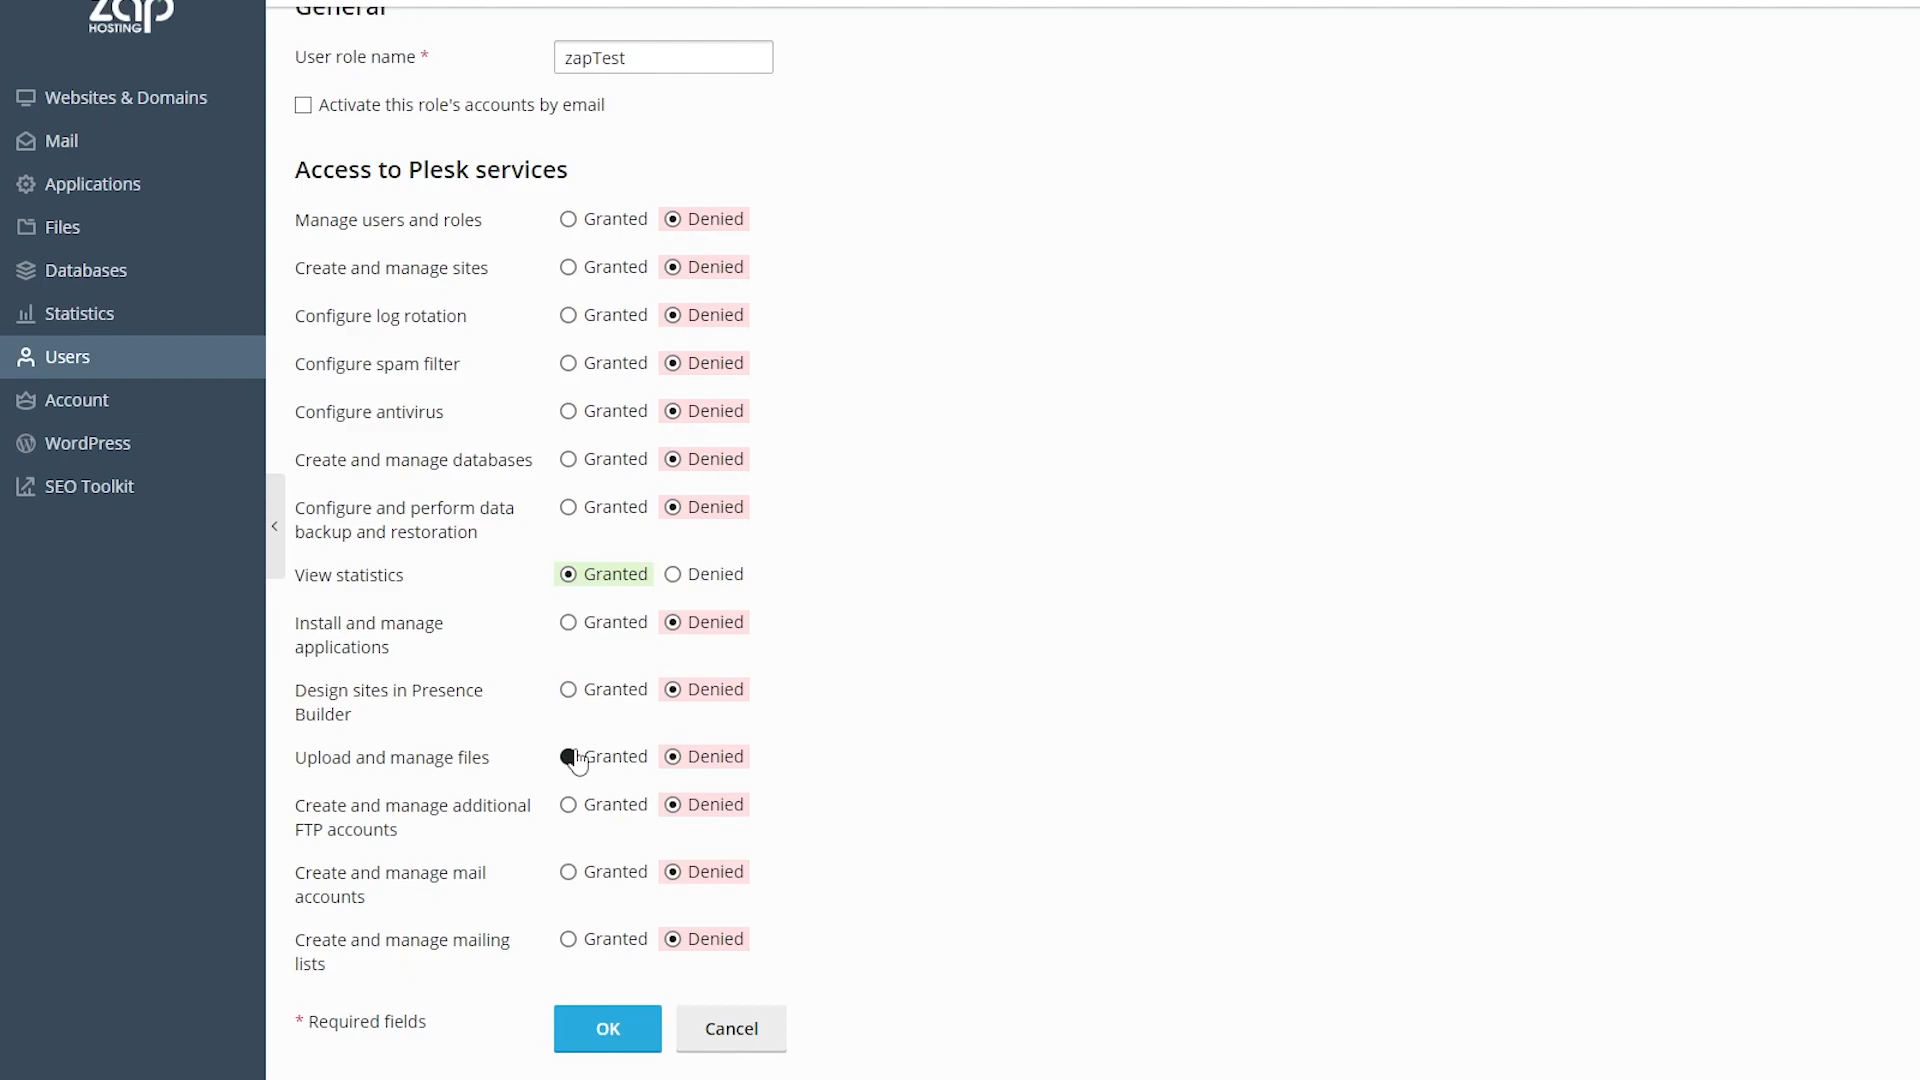 zap
HOSTING
Websites & Domains
Mail
Applications
Files
Databases
Statistics
Users
Account
WordPress
SEO Toolkit
General
User role name *
zapTest
Activate this role's accounts by email
Access to Plesk services
Manage users and roles Granted Denied
Create and manage sites Granted Denied
Configure log rotation Granted Denied
Configure spam filter Granted Denied
Configure antivirus Granted Denied
Create and manage databases Granted Denied
Configure and perform data Granted Denied
backup and restoration
View statistics Granted Denied
Install and manage Granted Denied
applications
Design sites in Presence Granted Denied
Builder
Upload and manage files Granted Denied
Create and manage additional Granted Denied
FTP accounts
Create and manage mail Granted Denied
accounts
Create and manage mailing Granted Denied
lists
* Required fields
OK Cancel